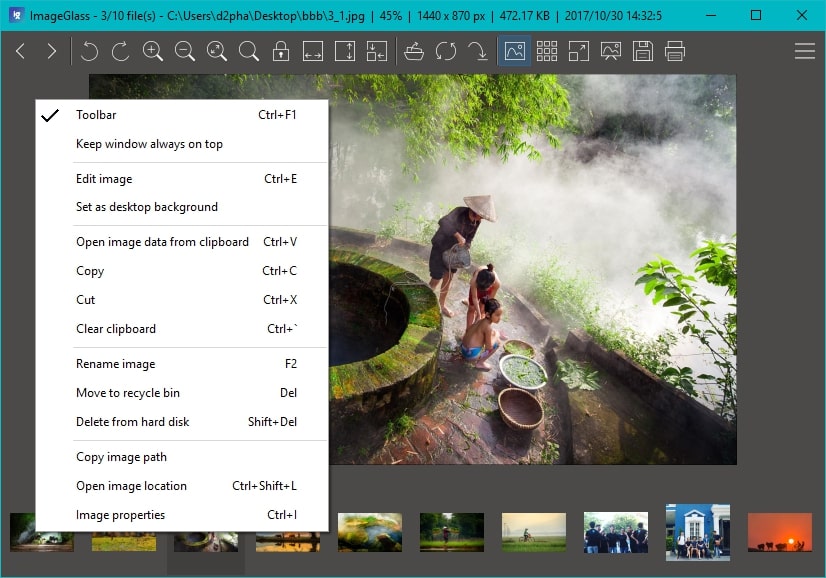 ImageGlass - 3/10 file(s) - C:\Users\d2pha\Desktop\bbb\3_1.jpg | 45% | 1440 x 870 px | 472.17 KB | 2017/10/30 14:32:5
Toolbar Ctrl+F1
Keep window always on top
Edit image Ctrl+E
Set as desktop background
Open image data from clipboard Ctrl+V
Copy Ctrl+C
Cut Ctrl+X
Clear clipboard Ctrl+`
Rename image F2
Move to recycle bin Del
Delete from hard disk Shift+Del
Copy image path
Open image location Ctrl+Shift+L
Image properties Ctrl+I